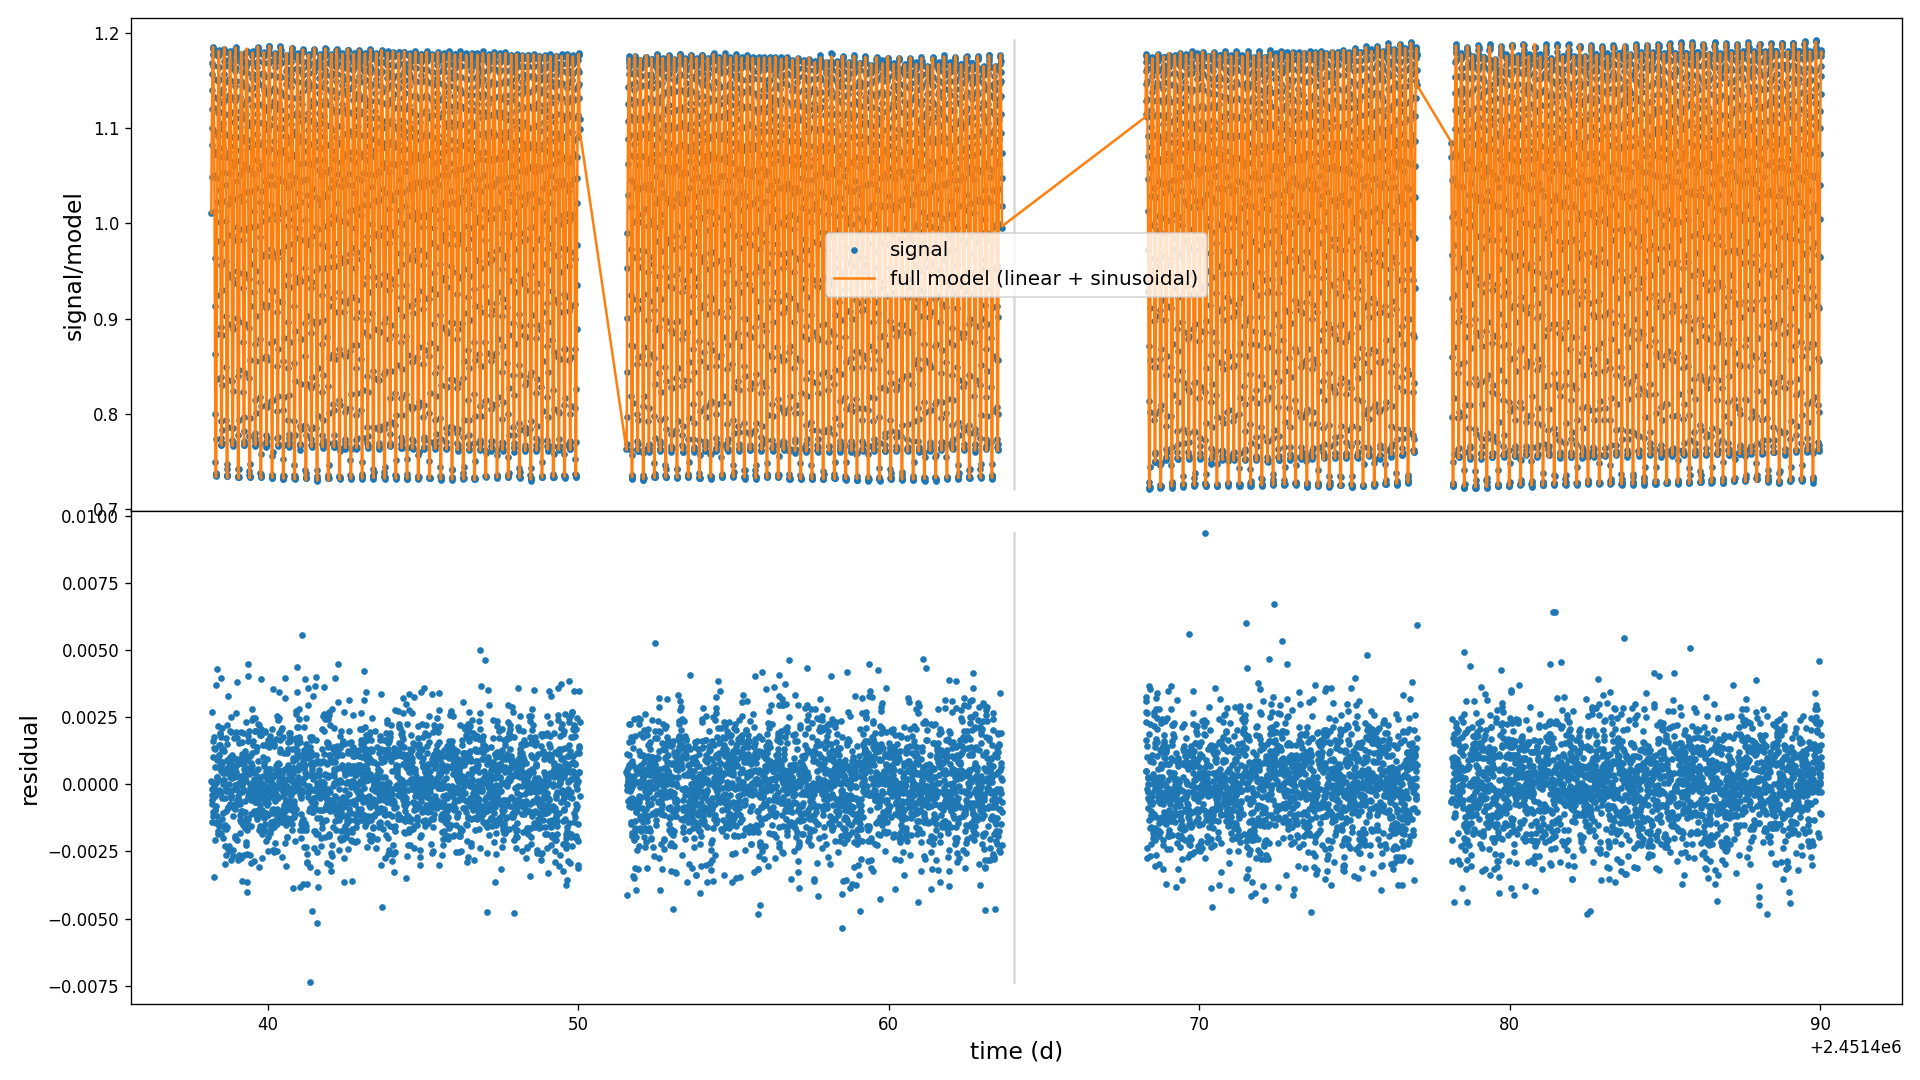 1.2
1.1
1.0
0.9
0.8
0.7
signal/model
signal
full model (linear + sinusoidal)
0.0100
0.0075
0.0050
0.0025
0.0000
−0.0025
−0.0050
−0.0075
residual
40 50 60 70 80 90
time (d)
+2.4514e6